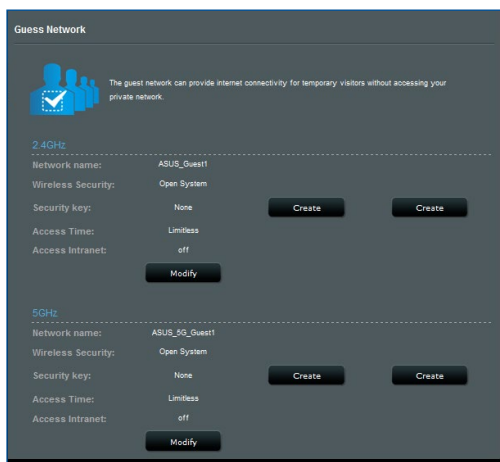 Guess Network
The guest network can provide internet connectivity for temporary visitors without accessing your
private network.
2.4GHz
Network name: ASUS_Guest1
Wireless Security: Open System
Security key: None Create Create
Access Time: Limitless
Access Intranet: off
Modify
5GHz
Network name: ASUS_5G_Guest1
Wireless Security: Open System
Security key: None Create Create
Access Time: Limitless
Access Intranet: off
Modify